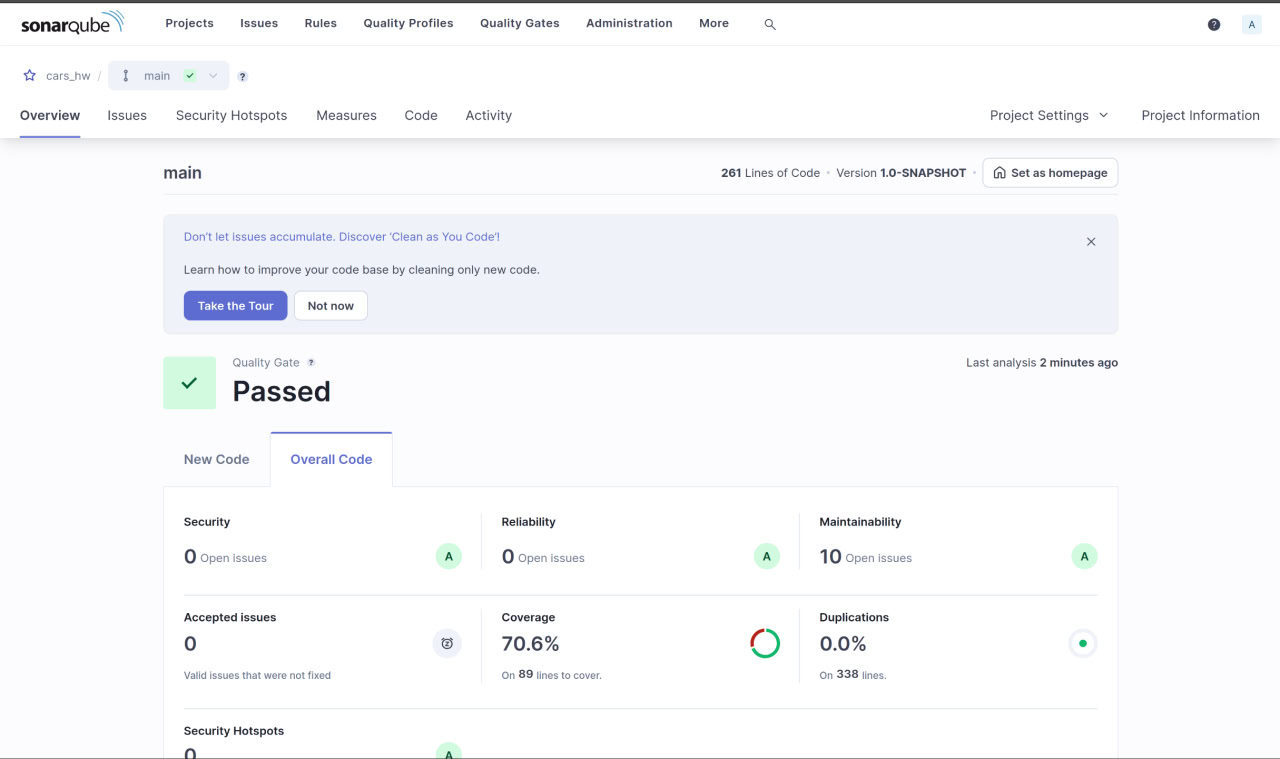 sonarqube Projects Issues Rules Quality Profiles Quality Gates Administration More ? A
cars_hw / main ?
Overview Issues Security Hotspots Measures Code Activity Project Settings Project Information
main 261 Lines of Code • Version 1.0-SNAPSHOT • Set as homepage
Don't let issues accumulate. Discover 'Clean as You Code'!
Learn how to improve your code base by cleaning only new code.
Take the Tour Not now
Quality Gate ? Last analysis 2 minutes ago
Passed
New Code Overall Code
Security Reliability Maintainability
0 Open issues A 0 Open issues A 10 Open issues A
Accepted issues Coverage Duplications
0 70.6% 0.0%
Valid issues that were not fixed On 89 lines to cover. On 338 lines.
Security Hotspots
0 A